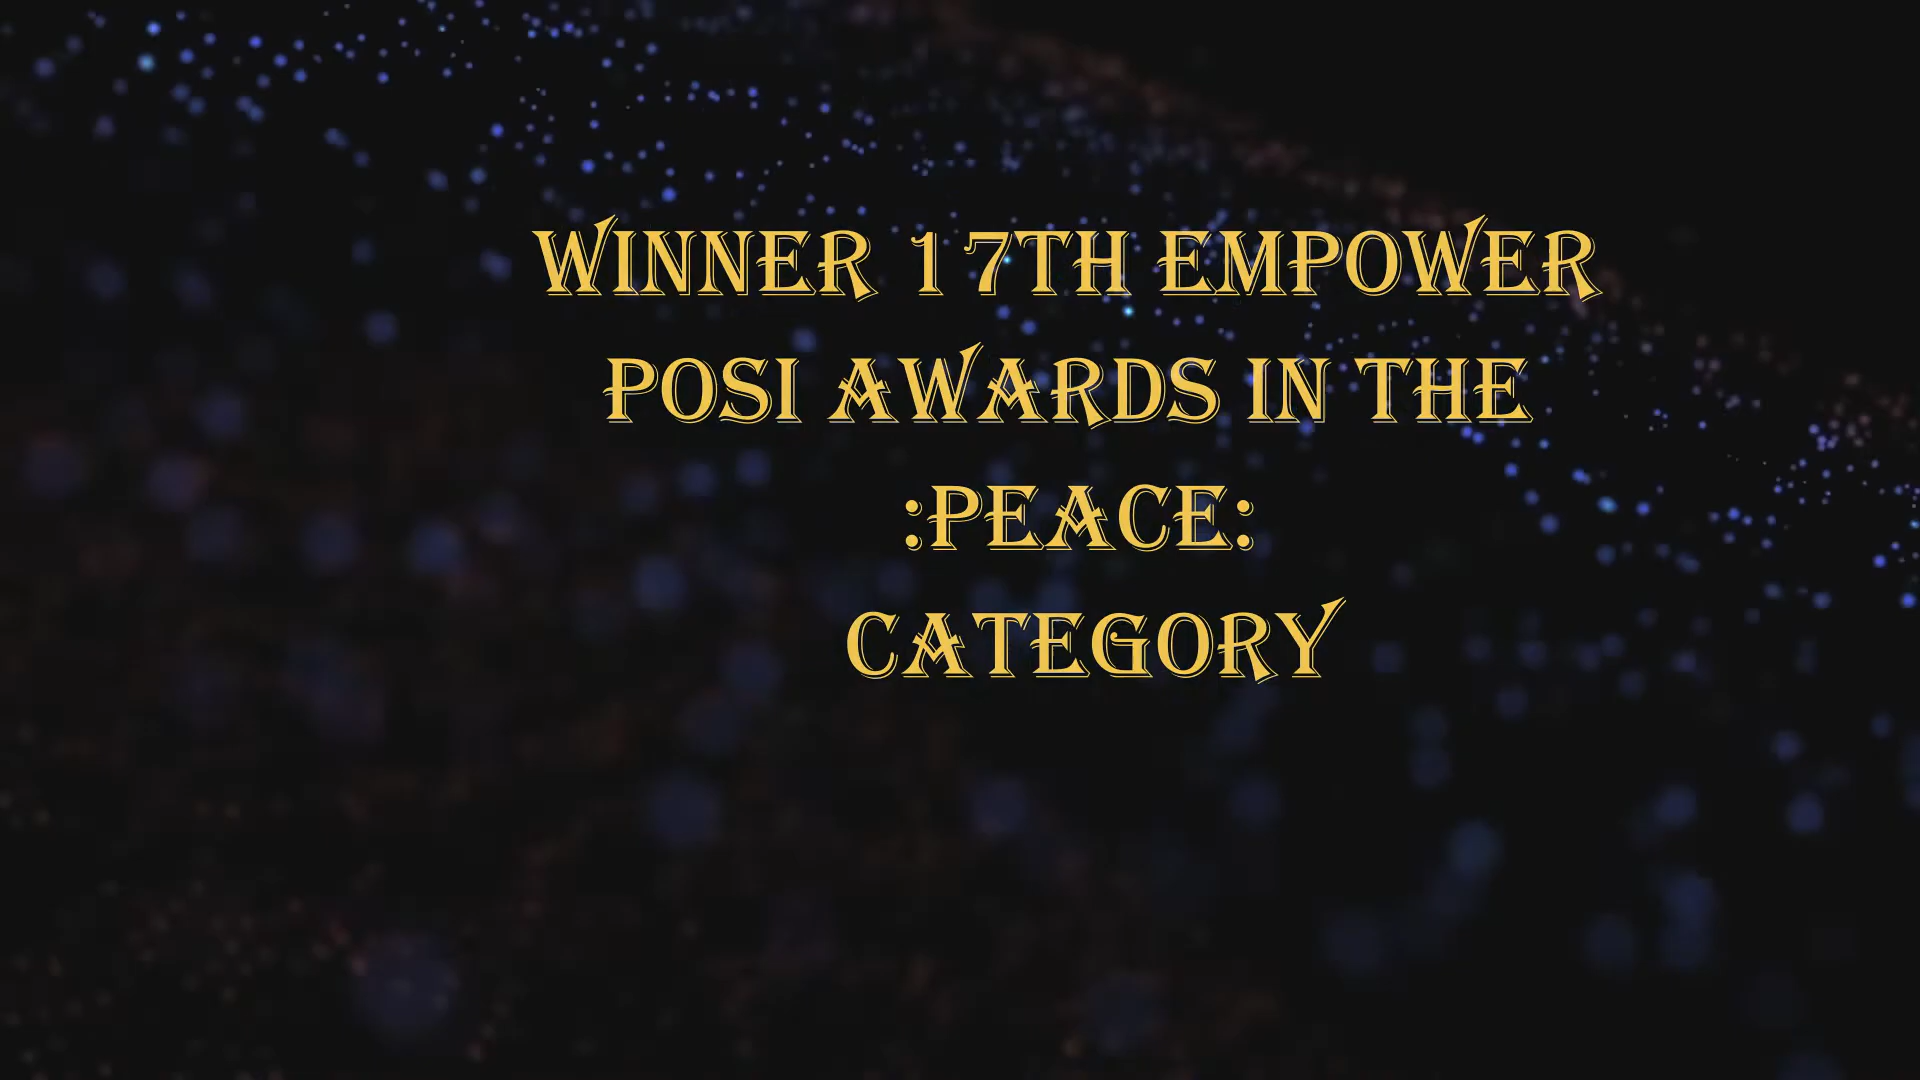 WINNER 17TH EMPOWER
POSI AWARDS IN THE
:PEACE:
CATEGORY